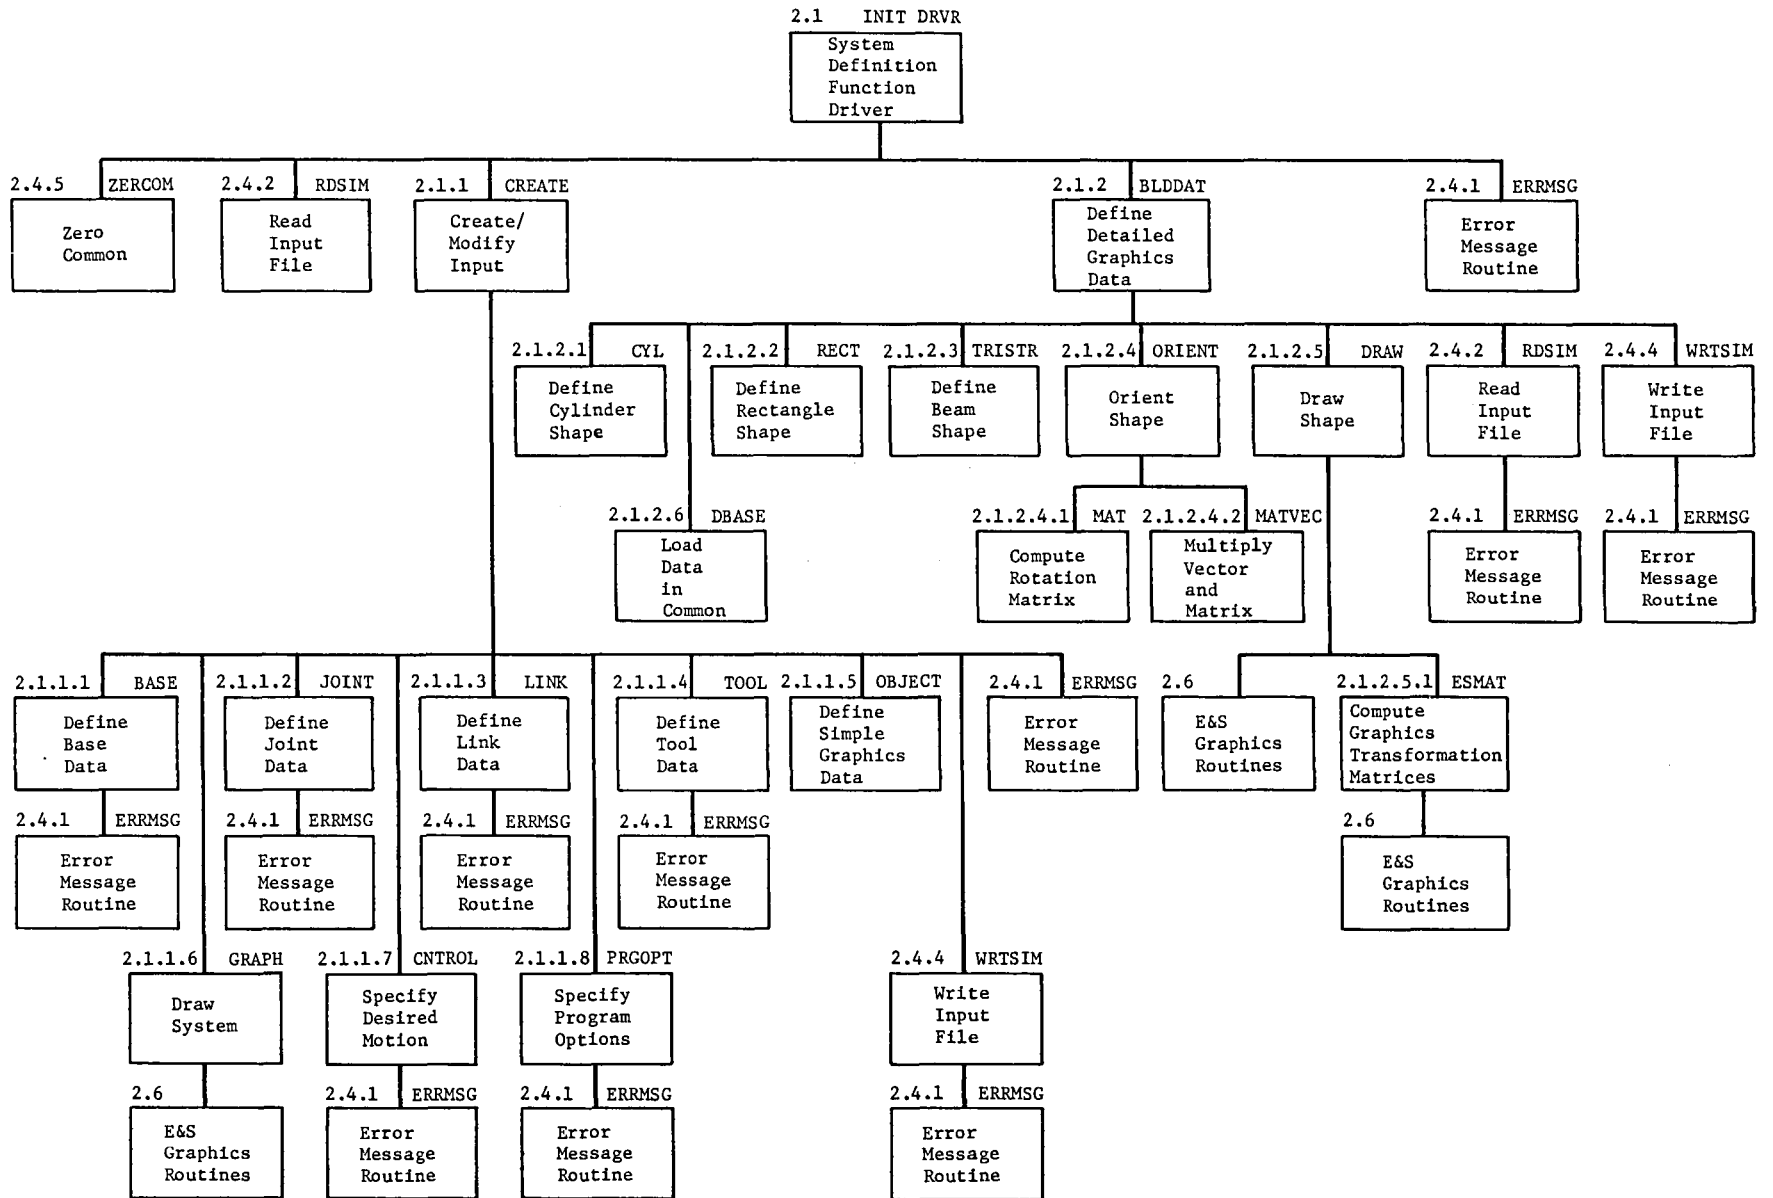 2.1 INIT DRVR
System
Definition
Function
Driver
2.4.5 ZERCOM
Zero
Common
2.4.2 RDSIM
Read
Input
File
2.1.1 CREATE
Create/
Modify
Input
2.1.2 BLDDAT
Define
Detailed
Graphics
Data
2.4.1 ERRMSG
Error
Message
Routine
2.1.2.1 CYL
Define
Cylinder
Shape
2.1.2.2 RECT
Define
Rectangle
Shape
2.1.2.3 TRISTR
Define
Beam
Shape
2.1.2.4 ORIENT
Orient
Shape
2.1.2.5 DRAW
Draw
Shape
2.4.2 RDSIM
Read
Input
File
2.4.4 WRTSIM
Write
Input
File
2.1.2.6 DBASE
Load
Data
in
Common
2.1.2.4.1 MAT
Compute
Rotation
Matrix
2.1.2.4.2 MATVEC
Multiply
Vector
and
Matrix
2.4.1 ERRMSG
Error
Message
Routine
2.4.1 ERRMSG
Error
Message
Routine
2.1.1.1 BASE
Define
Base
Data
2.1.1.2 JOINT
Define
Joint
Data
2.1.1.3 LINK
Define
Link
Data
2.1.1.4 TOOL
Define
Tool
Data
2.1.1.5 OBJECT
Define
Simple
Graphics
Data
2.4.1 ERRMSG
Error
Message
Routine
2.6
E&S
Graphics
Routines
2.1.2.5.1 ESMAT
Compute
Graphics
Transformation
Matrices
2.4.1 ERRMSG
Error
Message
Routine
2.4.1 ERRMSG
Error
Message
Routine
2.4.1 ERRMSG
Error
Message
Routine
2.4.1 ERRMSG
Error
Message
Routine
2.6
E&S
Graphics
Routines
2.1.1.6 GRAPH
Draw
System
2.1.1.7 CNTROL
Specify
Desired
Motion
2.1.1.8 PRGOPT
Specify
Program
Options
2.4.4 WRTSIM
Write
Input
File
2.6
E&S
Graphics
Routines
2.4.1 ERRMSG
Error
Message
Routine
2.4.1 ERRMSG
Error
Message
Routine
2.4.1 ERRMSG
Error
Message
Routine